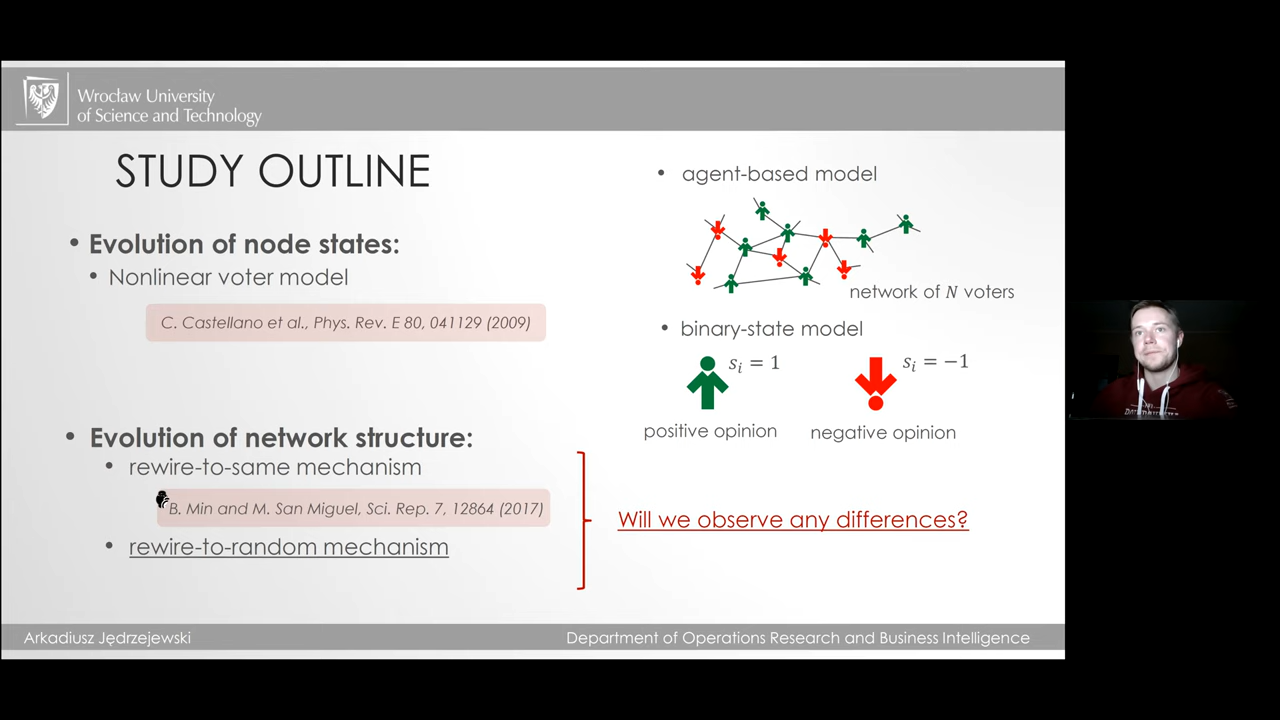 Wrocław University
of Science and Technology
STUDY OUTLINE
• Evolution of node states:
• Nonlinear voter model
C. Castellano et al., Phys. Rev. E 80, 041129 (2009)
• Evolution of network structure:
• rewire-to-same mechanism
B. Min and M. San Miguel, Sci. Rep. 7, 12864 (2017)
• rewire-to-random mechanism
• agent-based model
network of N voters
• binary-state model
s_i = 1
s_i = −1
positive opinion
negative opinion
Will we observe any differences?
Arkadiusz Jędrzejewski
Department of Operations Research and Business Intelligence